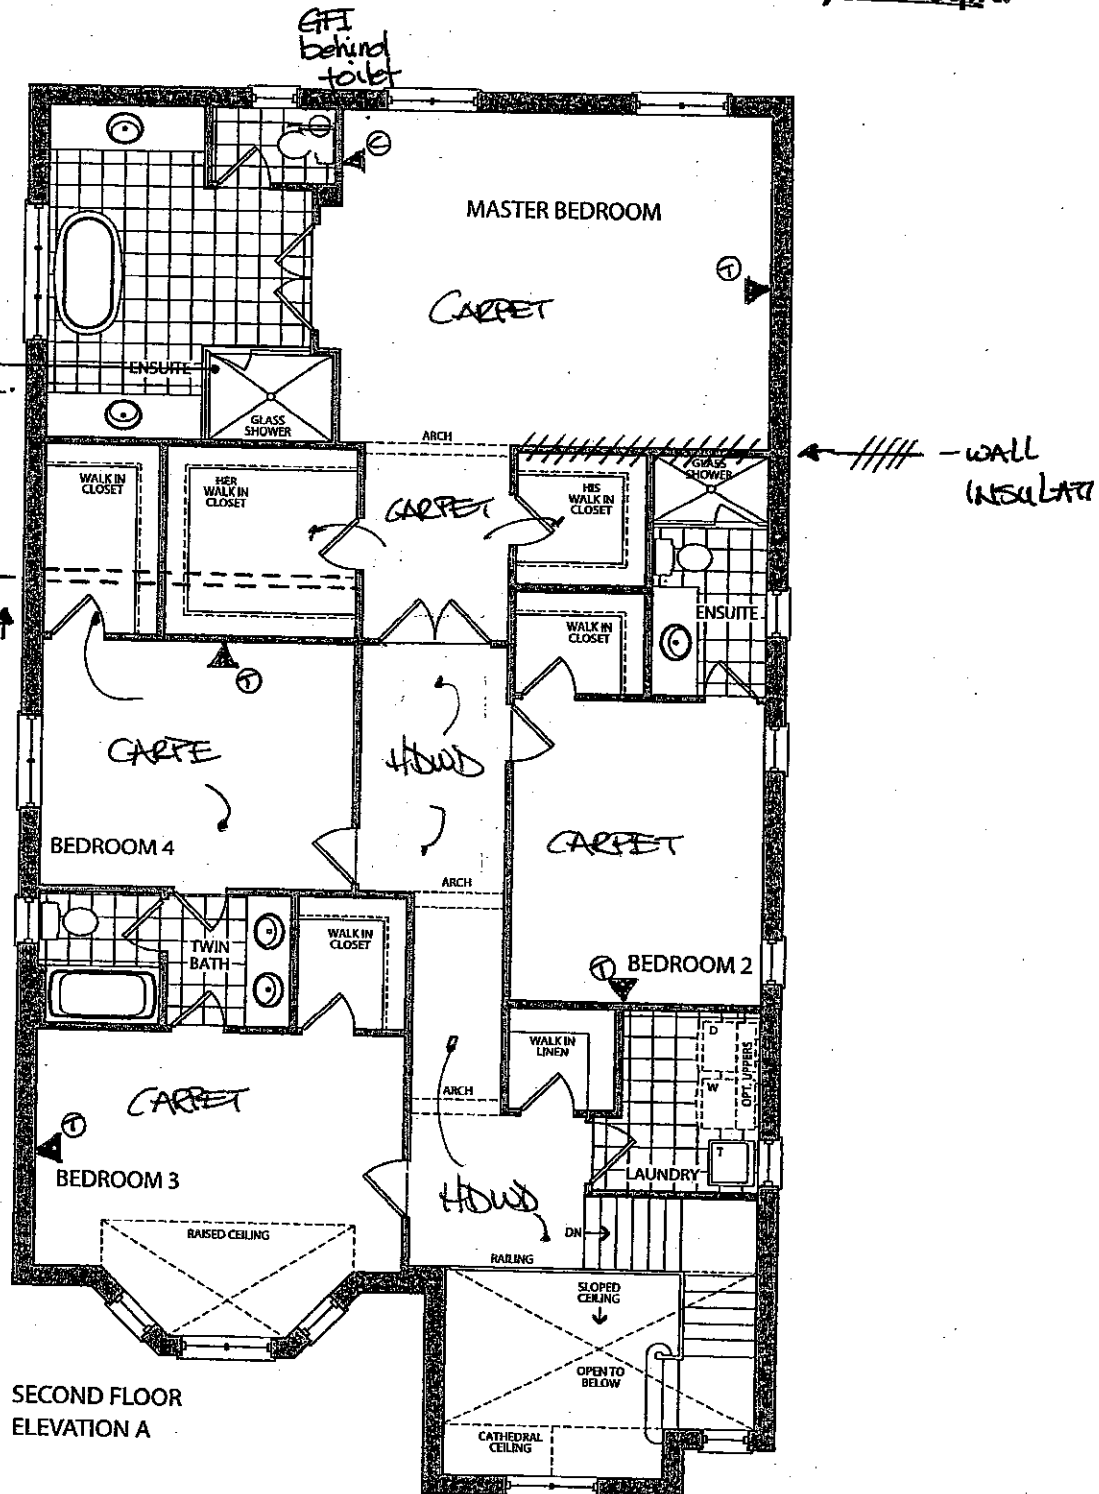 GFI
behind
toilet
C
MASTER BEDROOM
T
CARPET
ENSUITE
GLASS
SHOWER
ARCH
WALL
WALK IN
CLOSET
HER
WALK IN
CLOSET
CARPET
HIS
WALK IN
CLOSET
GLASS
SHOWER
WALK IN
CLOSET
ENSUITE
T
CARPE
HDWD
CARPET
BEDROOM 4
ARCH
TWIN
BATH
WALK IN
CLOSET
T
BEDROOM 2
WALK IN
LINEN
D
W
OPT. UPPERS
CARPET
ARCH
T
BEDROOM 3
LAUNDRY
T
HDWD
RAISED CEILING
DN
RAILING
SLOPED
CEILING
OPEN TO
BELOW
CATHEDRAL
CEILING
SECOND FLOOR
ELEVATION A